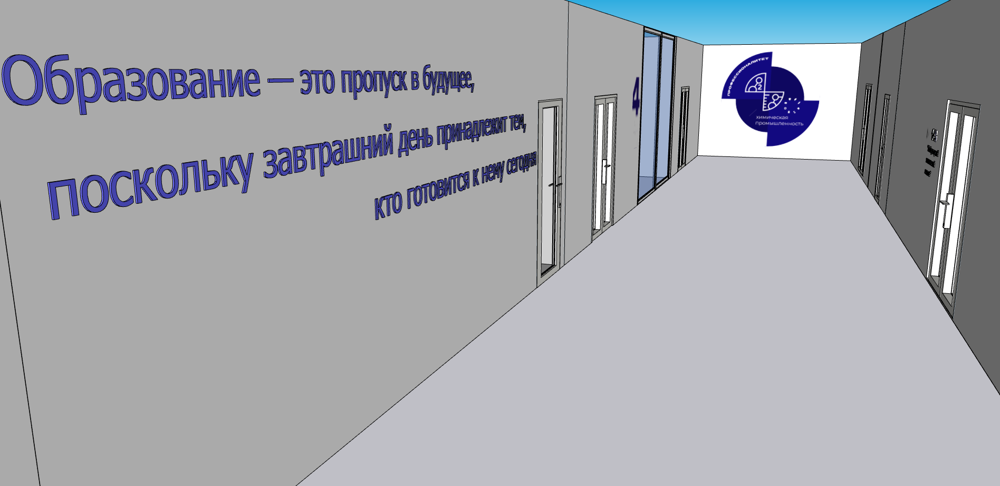 Образование — это пропуск в будущее,
поскольку завтрашний день принадлежит тем,
кто готовится к нему сегодня
4
ПРОФЕССИОНАЛИТЕТ
химическая
промышленность